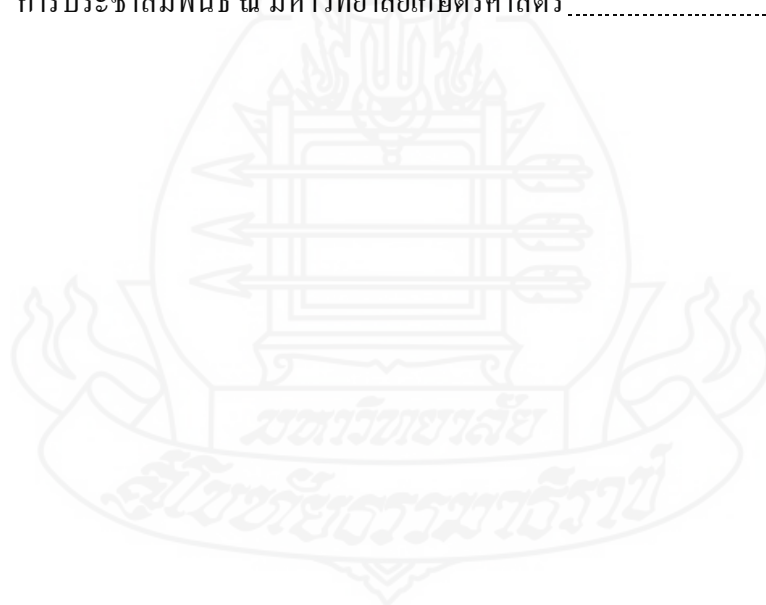 การประชาสัมพันธ์ ณ มหาวิทยาลัยเกษตรศาสตร์
มหาวิทยาลัย
สุโขทัยธรรมาธิราช